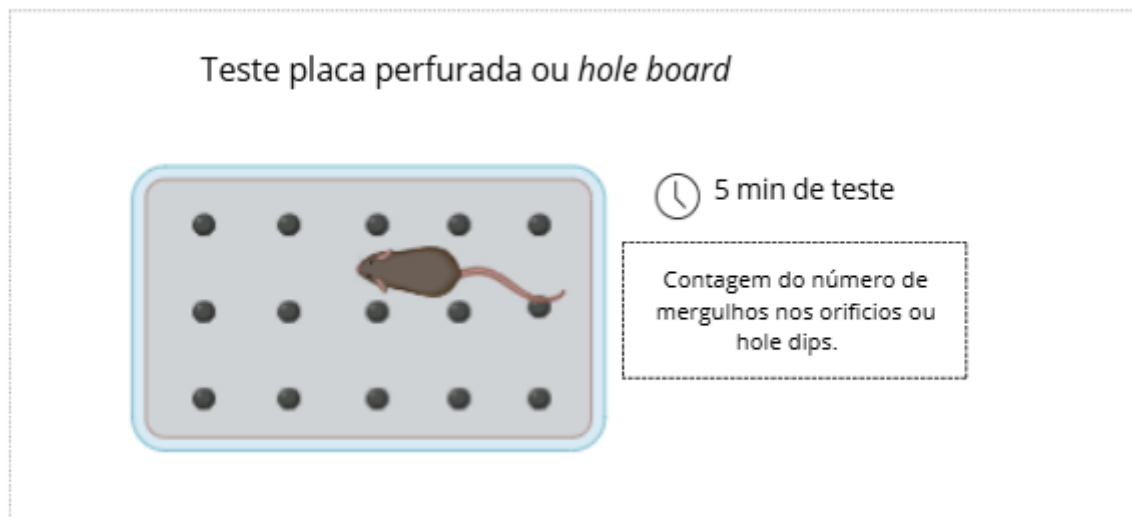 Teste placa perfurada ou hole board
5 min de teste
Contagem do número de
mergulhos nos orificios ou
hole dips.